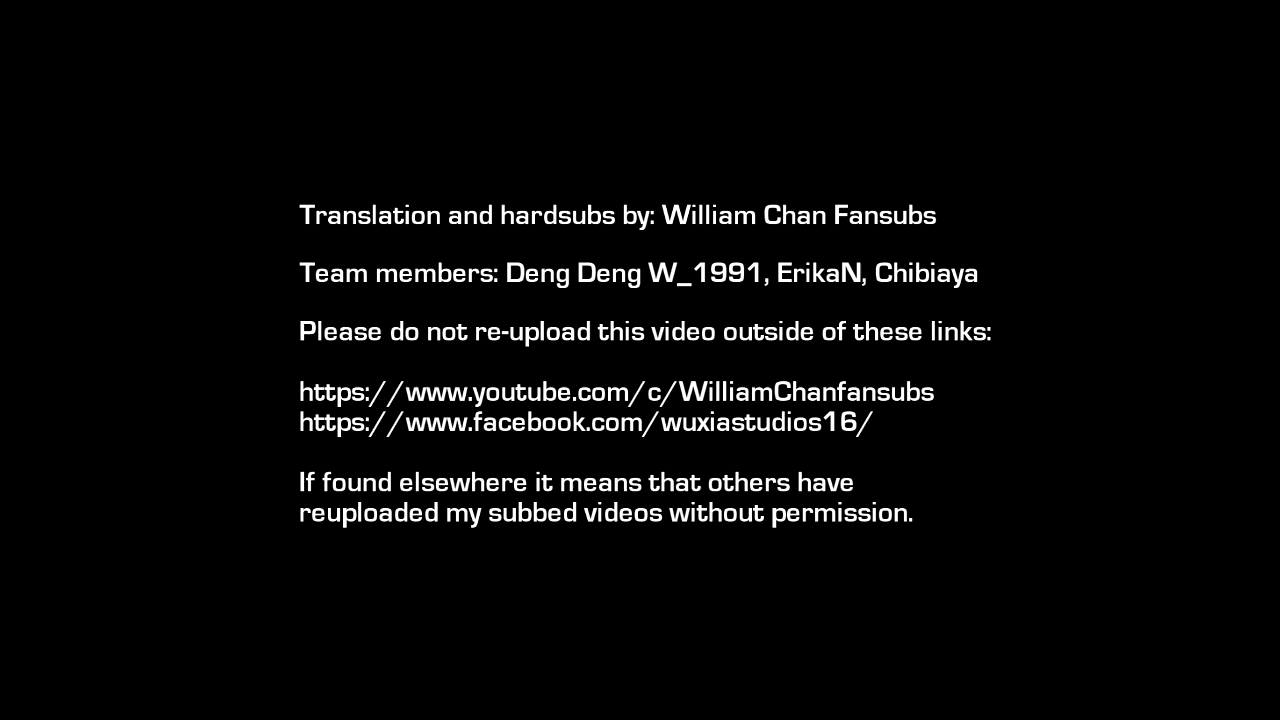 Translation and hardsubs by: William Chan Fansubs
Team members: Deng Deng W_1991, ErikaN, Chibiaya
Please do not re-upload this video outside of these links:
https://www.youtube.com/c/WilliamChanfansubs
https://www.facebook.com/wuxiastudios16/
If found elsewhere it means that others have
reuploaded my subbed videos without permission.